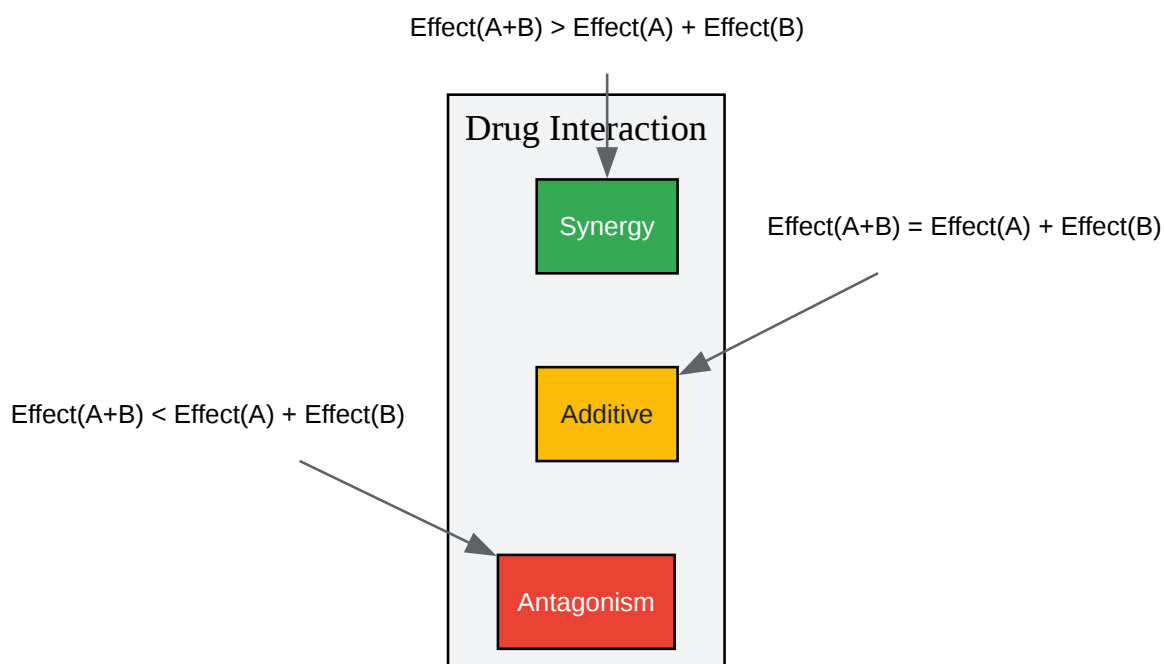 Effect(A+B) > Effect(A) + Effect(B)
Drug Interaction
Synergy
Effect(A+B) = Effect(A) + Effect(B)
Additive
Effect(A+B) < Effect(A) + Effect(B)
Antagonism